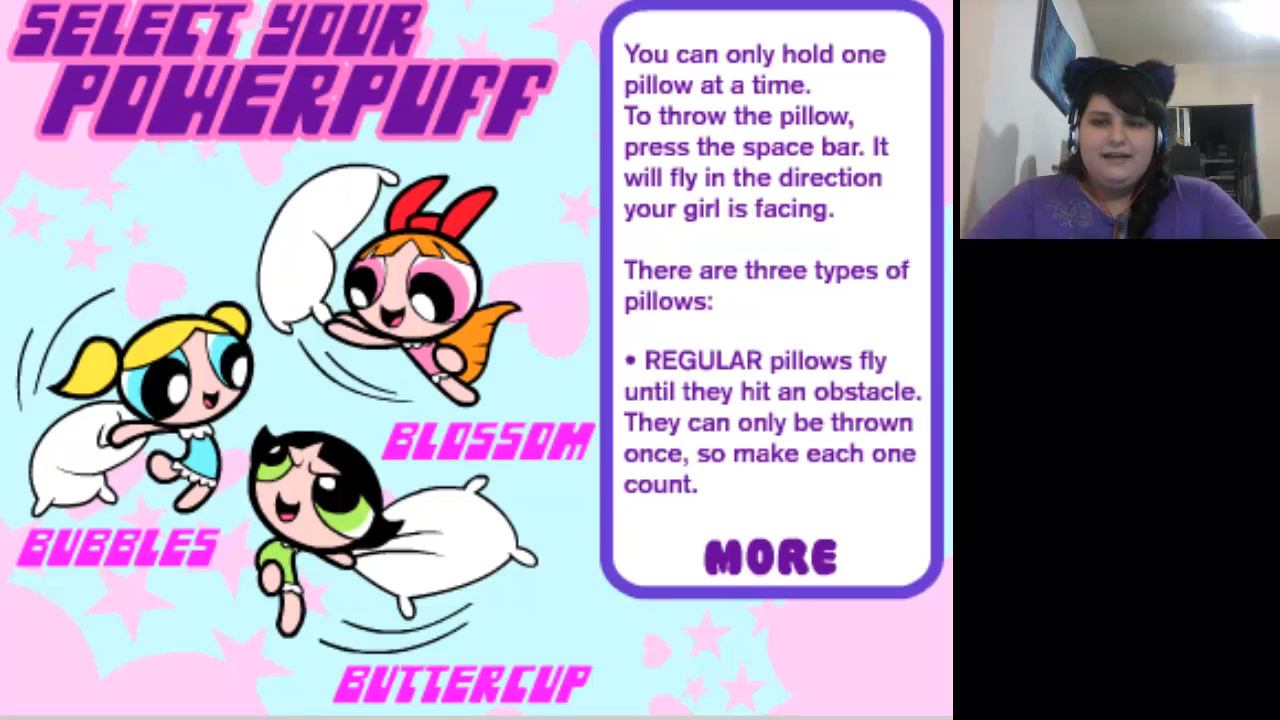 SELECT YOUR
POWERPUFF
You can only hold one
pillow at a time.
To throw the pillow,
press the space bar. It
will fly in the direction
your girl is facing.
There are three types of
pillows:
• REGULAR pillows fly
until they hit an obstacle.
They can only be thrown
once, so make each one
count.
MORE
BLOSSOM
BUBBLES
BUTTERCUP